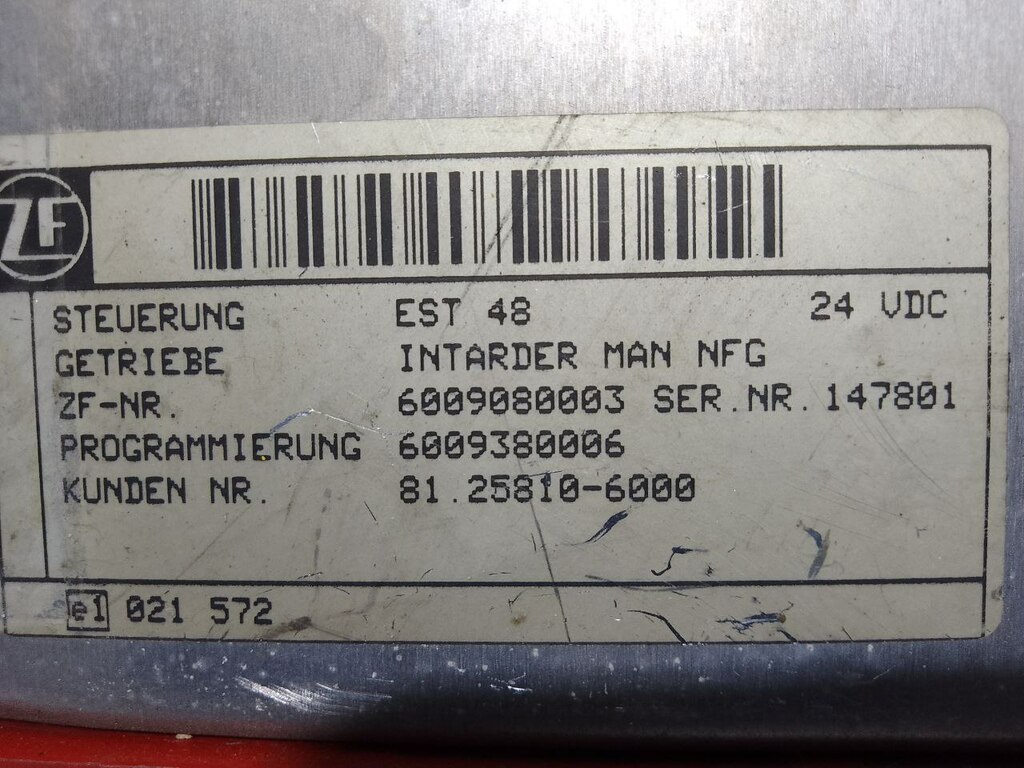 ZF
STEUERUNG EST 48 24 VDC
GETRIEBE INTARDER MAN NFG
ZF-NR. 6009080003 SER.NR. 147801
PROGRAMMIERUNG 6009380006
KUNDEN NR. 81.25810-6000
e1 021 572